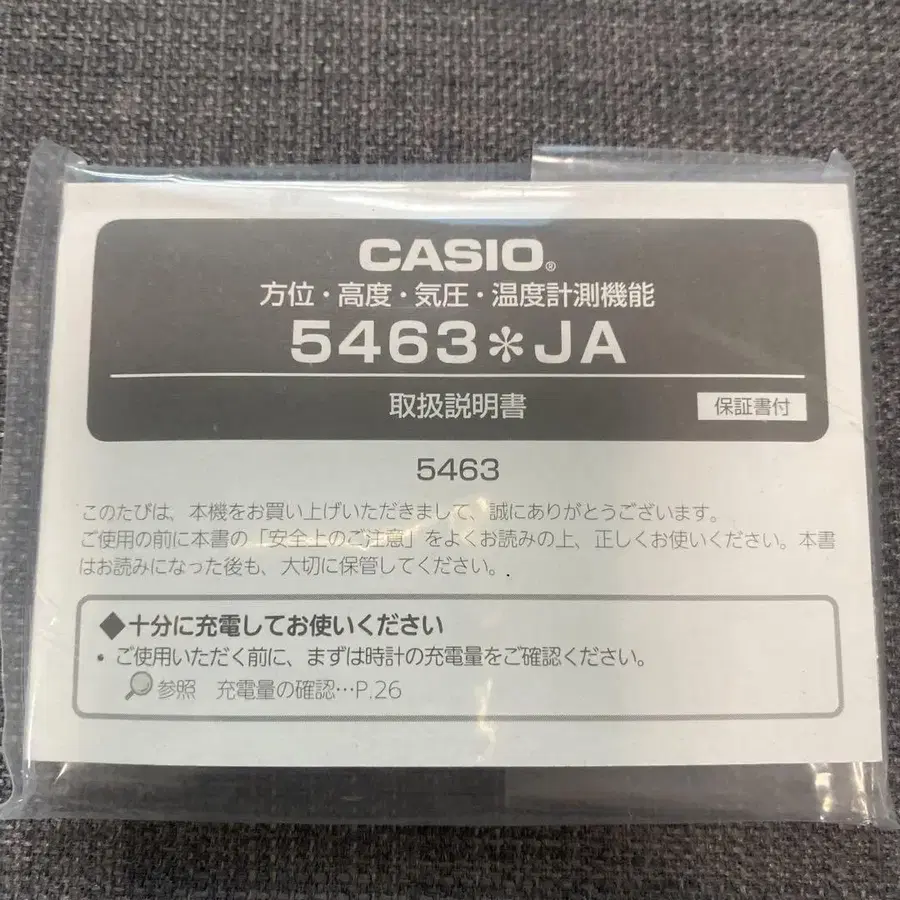 CASIO®
方位・高度・気圧・温度計測機能
5463＊JA
取扱説明書
保証書付
5463
このたびは、本機をお買い上げいただきまして、誠にありがとうございます。
ご使用の前に本書の「安全上のご注意」をよくお読みの上、正しくお使いください。本書
はお読みになった後も、大切に保管してください。
◆十分に充電してお使いください
・ご使用いただく前に、まずは時計の充電量をご確認ください。
参照　充電量の確認…P.26